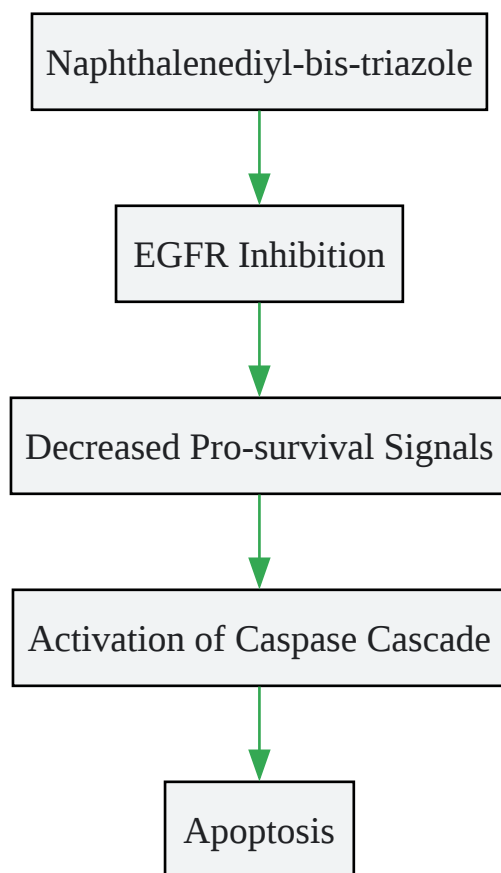 Naphthalenediyl-bis-triazole
EGFR Inhibition
Decreased Pro-survival Signals
Activation of Caspase Cascade
Apoptosis